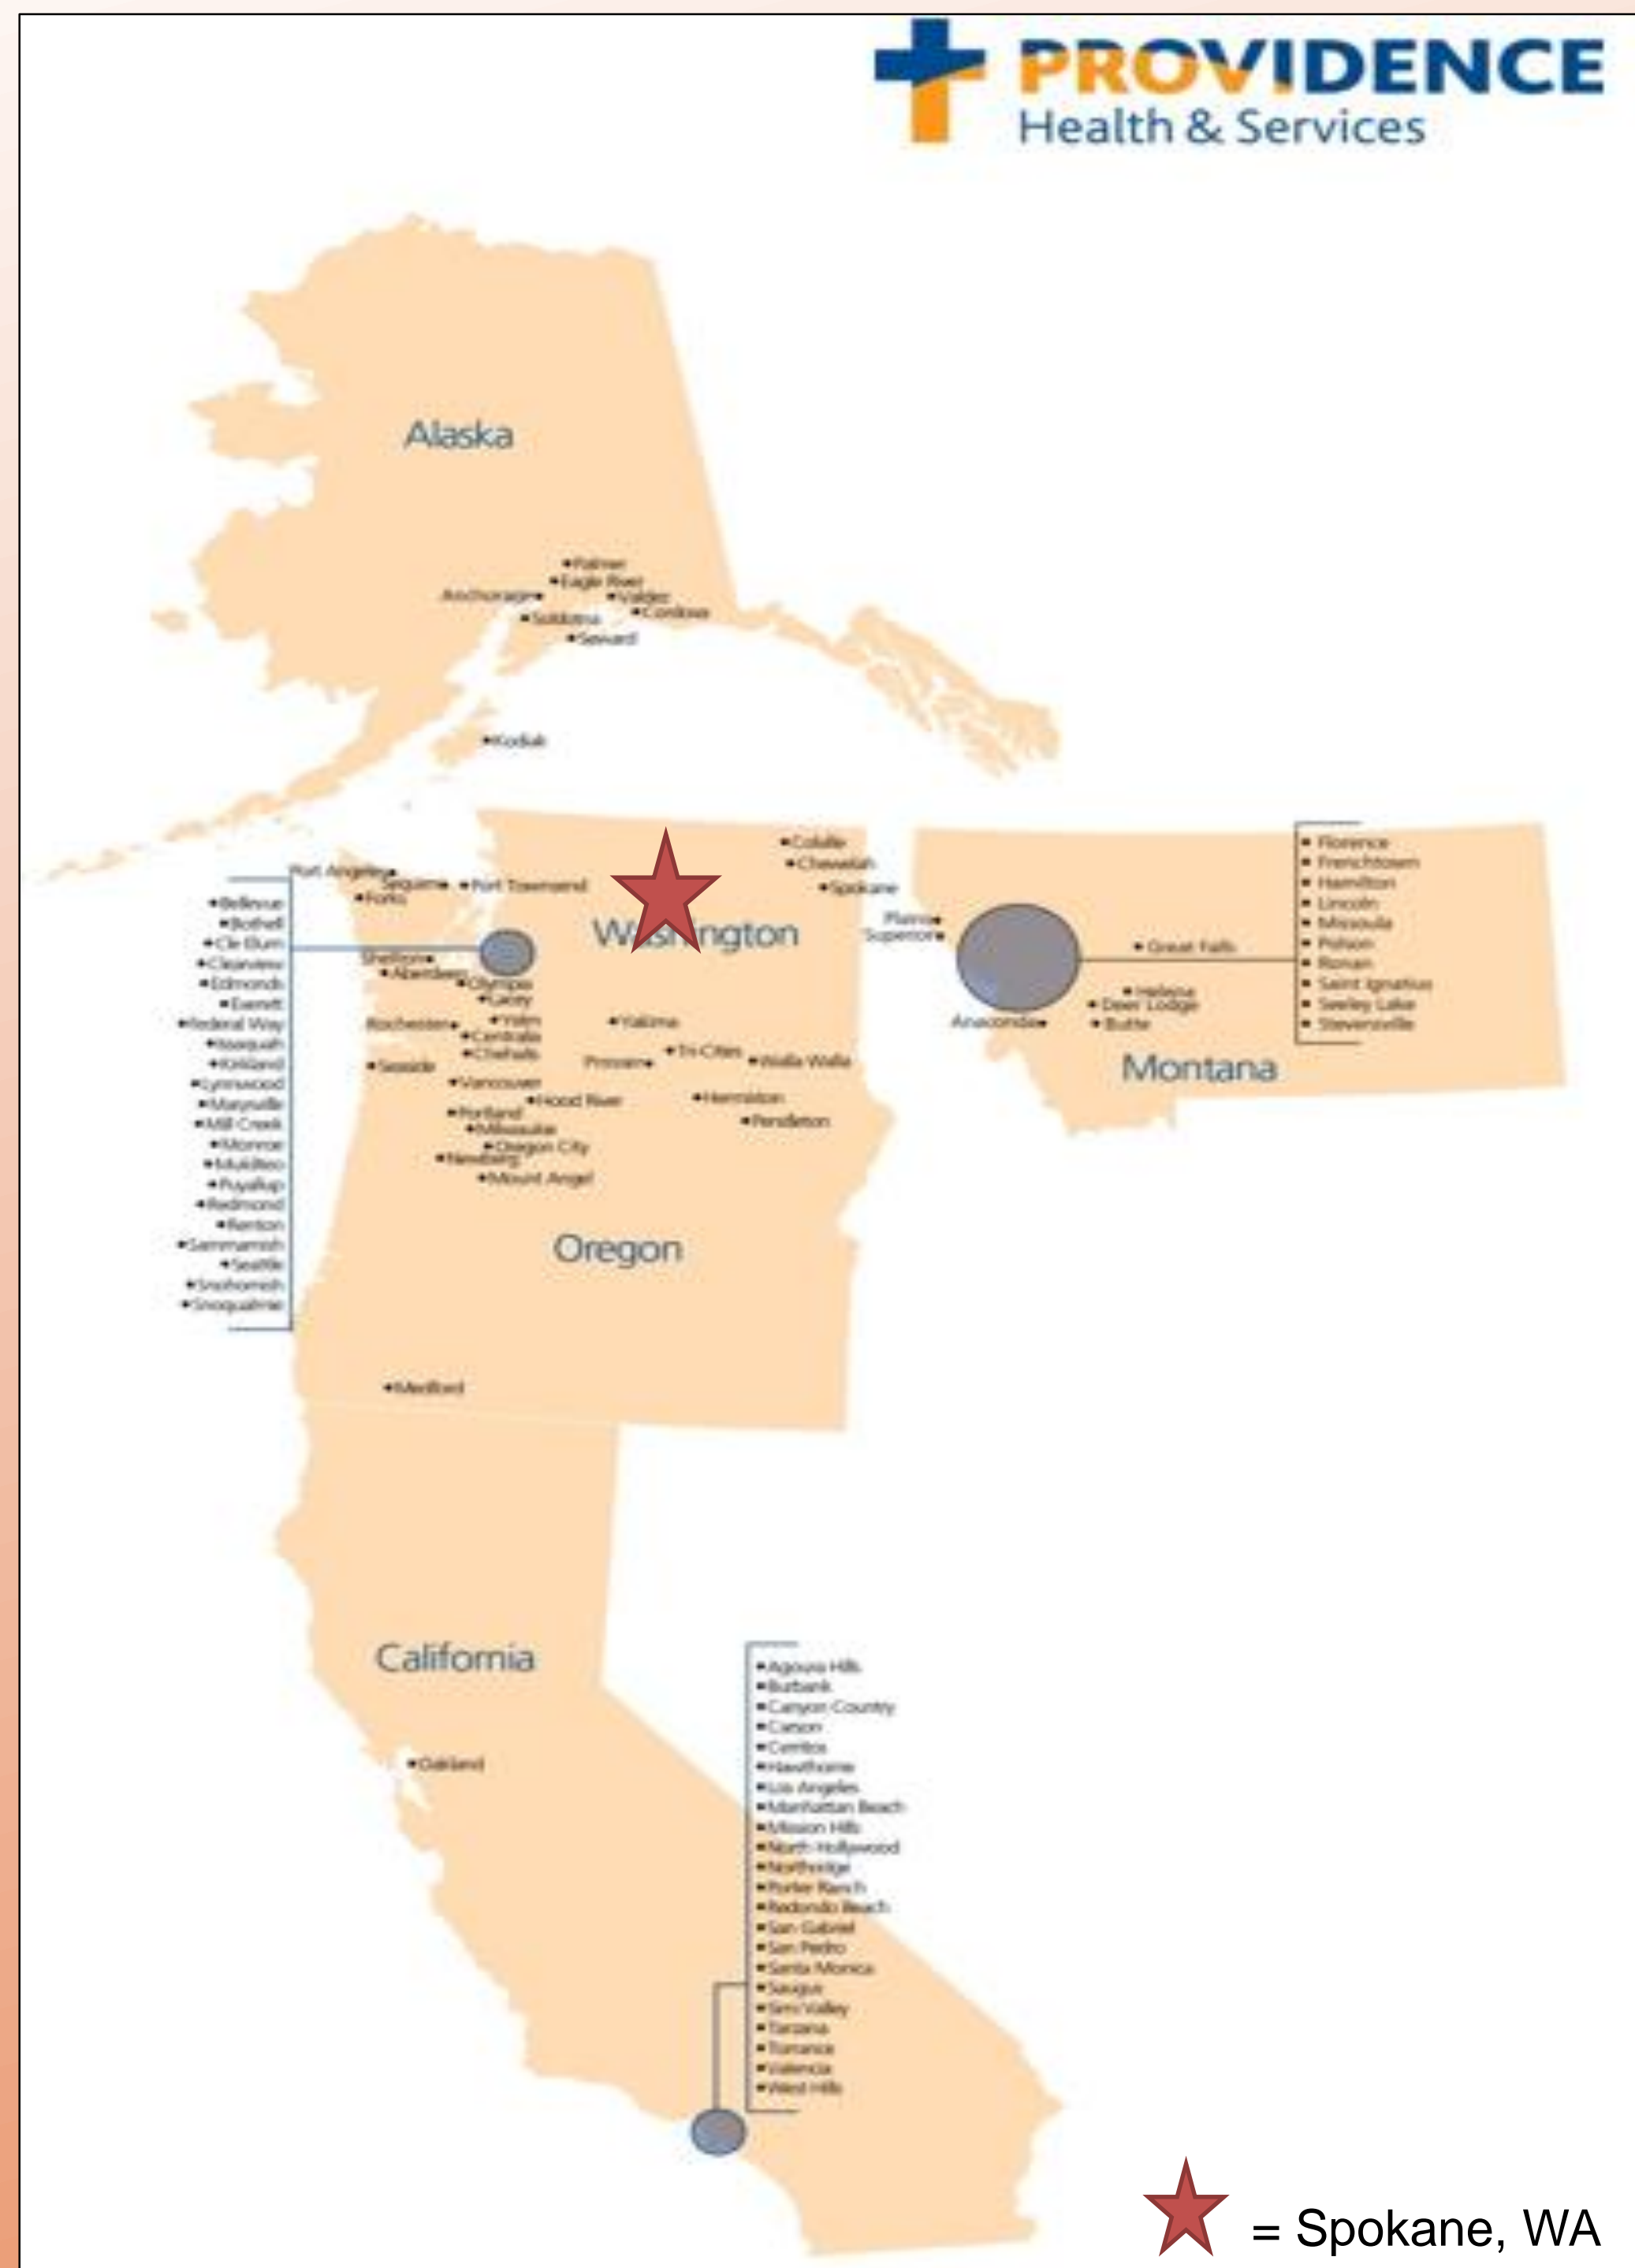 PROVIDENCE
Health & Services
Alaska
Palmer
Eagle River
Anchorage
Valdez
Cordova
Soldotna
Seward
Kodiak
Colville
Chewelah
Spokane
Port Angeles
Sequim
Port Townsend
Forks
Washington
Shelton
Aberdeen
Olympia
Lacey
Yelm
Rochester
Centralia
Chehalis
Yakima
Tri-Cities
Prosser
Walla Walla
Seaside
Vancouver
Hood River
Hermiston
Portland
Pendleton
Milwaukie
Oregon City
Newberg
Mount Angel
Oregon
Medford
Bellevue
Bothell
Cle Elum
Clearview
Edmonds
Everett
Federal Way
Issaquah
Kirkland
Lynnwood
Marysville
Mill Creek
Monroe
Mukilteo
Puyallup
Redmond
Renton
Sammamish
Seattle
Snohomish
Snoqualmie
Plains
Superior
Great Falls
Helena
Deer Lodge
Anaconda
Butte
Montana
Florence
Frenchtown
Hamilton
Lincoln
Missoula
Polson
Ronan
Saint Ignatius
Seeley Lake
Stevensville
California
Oakland
Agoura Hills
Burbank
Canyon Country
Carson
Cerritos
Hawthorne
Los Angeles
Manhattan Beach
Mission Hills
North Hollywood
Northridge
Porter Ranch
Redondo Beach
San Gabriel
San Pedro
Santa Monica
Saugus
Simi Valley
Tarzana
Torrance
Valencia
West Hills
= Spokane, WA